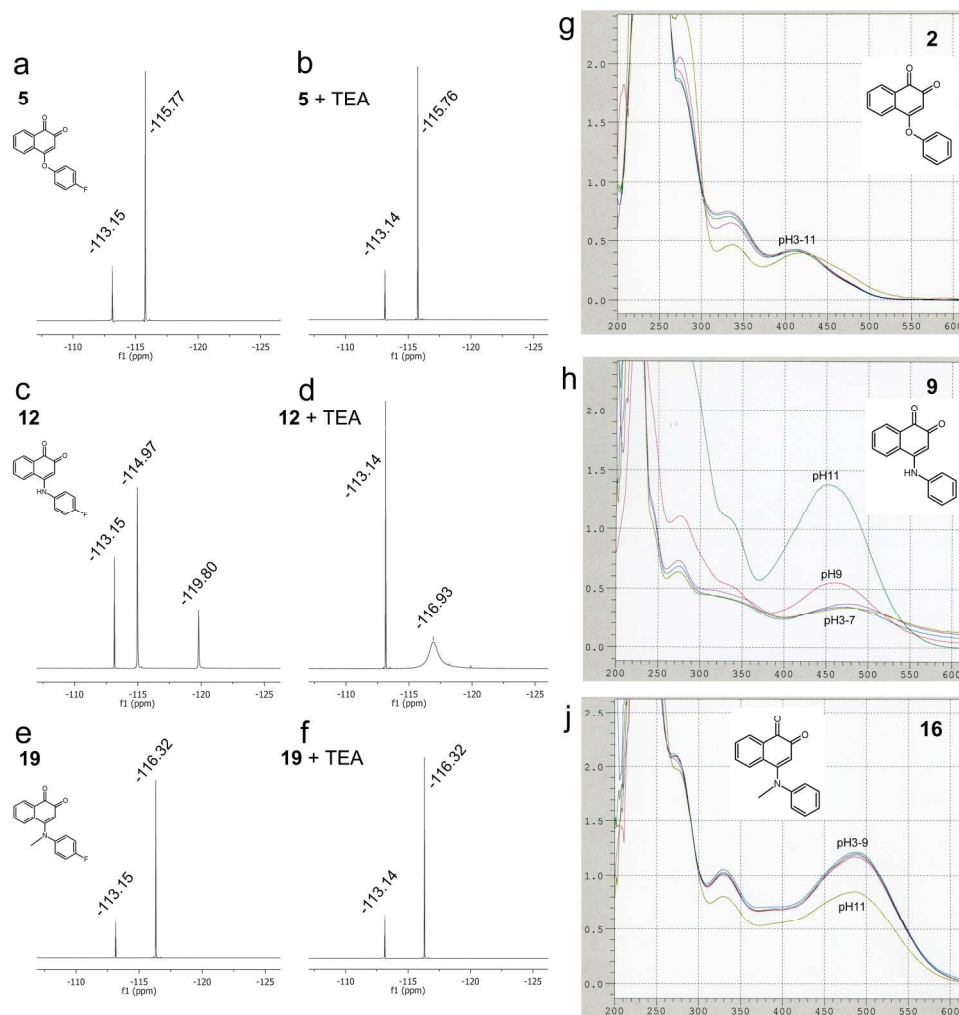 a
5
O
O
O
F
-113.15
-115.77
-110 -115 -120 -125
f1 (ppm)
b
5 + TEA
-113.14
-115.76
-110 -115 -120 -125
f1 (ppm)
c
12
O
O
HN
F
-113.15
-114.97
-119.80
-110 -115 -120 -125
f1 (ppm)
d
12 + TEA
-113.14
-116.93
-110 -115 -120 -125
f1 (ppm)
e
19
O
O
N
F
-113.15
-116.32
-110 -115 -120 -125
f1 (ppm)
f
19 + TEA
-113.14
-116.32
-110 -115 -120 -125
f1 (ppm)
g
2
O
O
O
2.0
1.5
1.0
0.5
0.0
pH3-11
200 250 300 350 400 450 500 550 600
h
9
O
O
HN
2.0
1.5
1.0
0.5
0.0
pH11
pH9
pH3-7
200 250 300 350 400 450 500 550 600
j
16
O
O
N
2.5
2.0
1.5
1.0
0.5
0.0
pH3-9
pH11
200 250 300 350 400 450 500 550 600